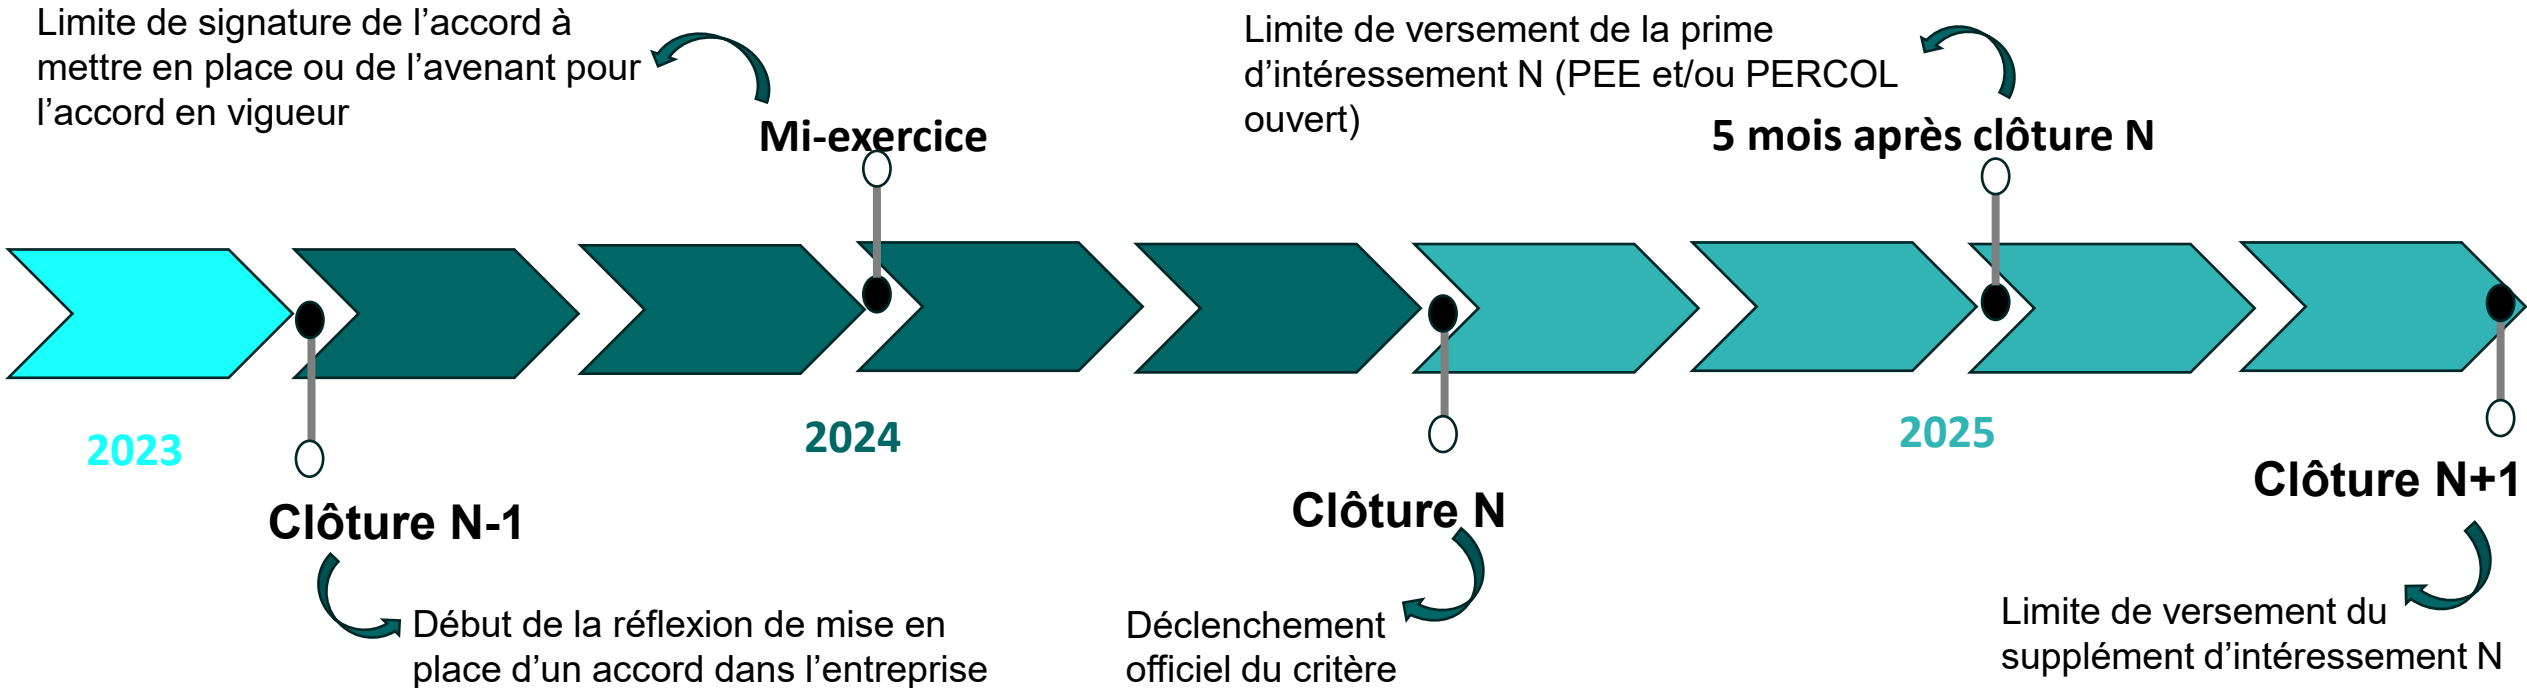 Limite de signature de l’accord à
mettre en place ou de l’avenant pour
l’accord en vigueur
Mi-exercice
Limite de versement de la prime
d’intéressement N (PEE et/ou PERCOL
ouvert)
5 mois après clôture N
2023
2024
2025
Clôture N-1
Début de la réflexion de mise en
place d’un accord dans l’entreprise
Clôture N
Déclenchement
officiel du critère
Clôture N+1
Limite de versement du
supplément d’intéressement N